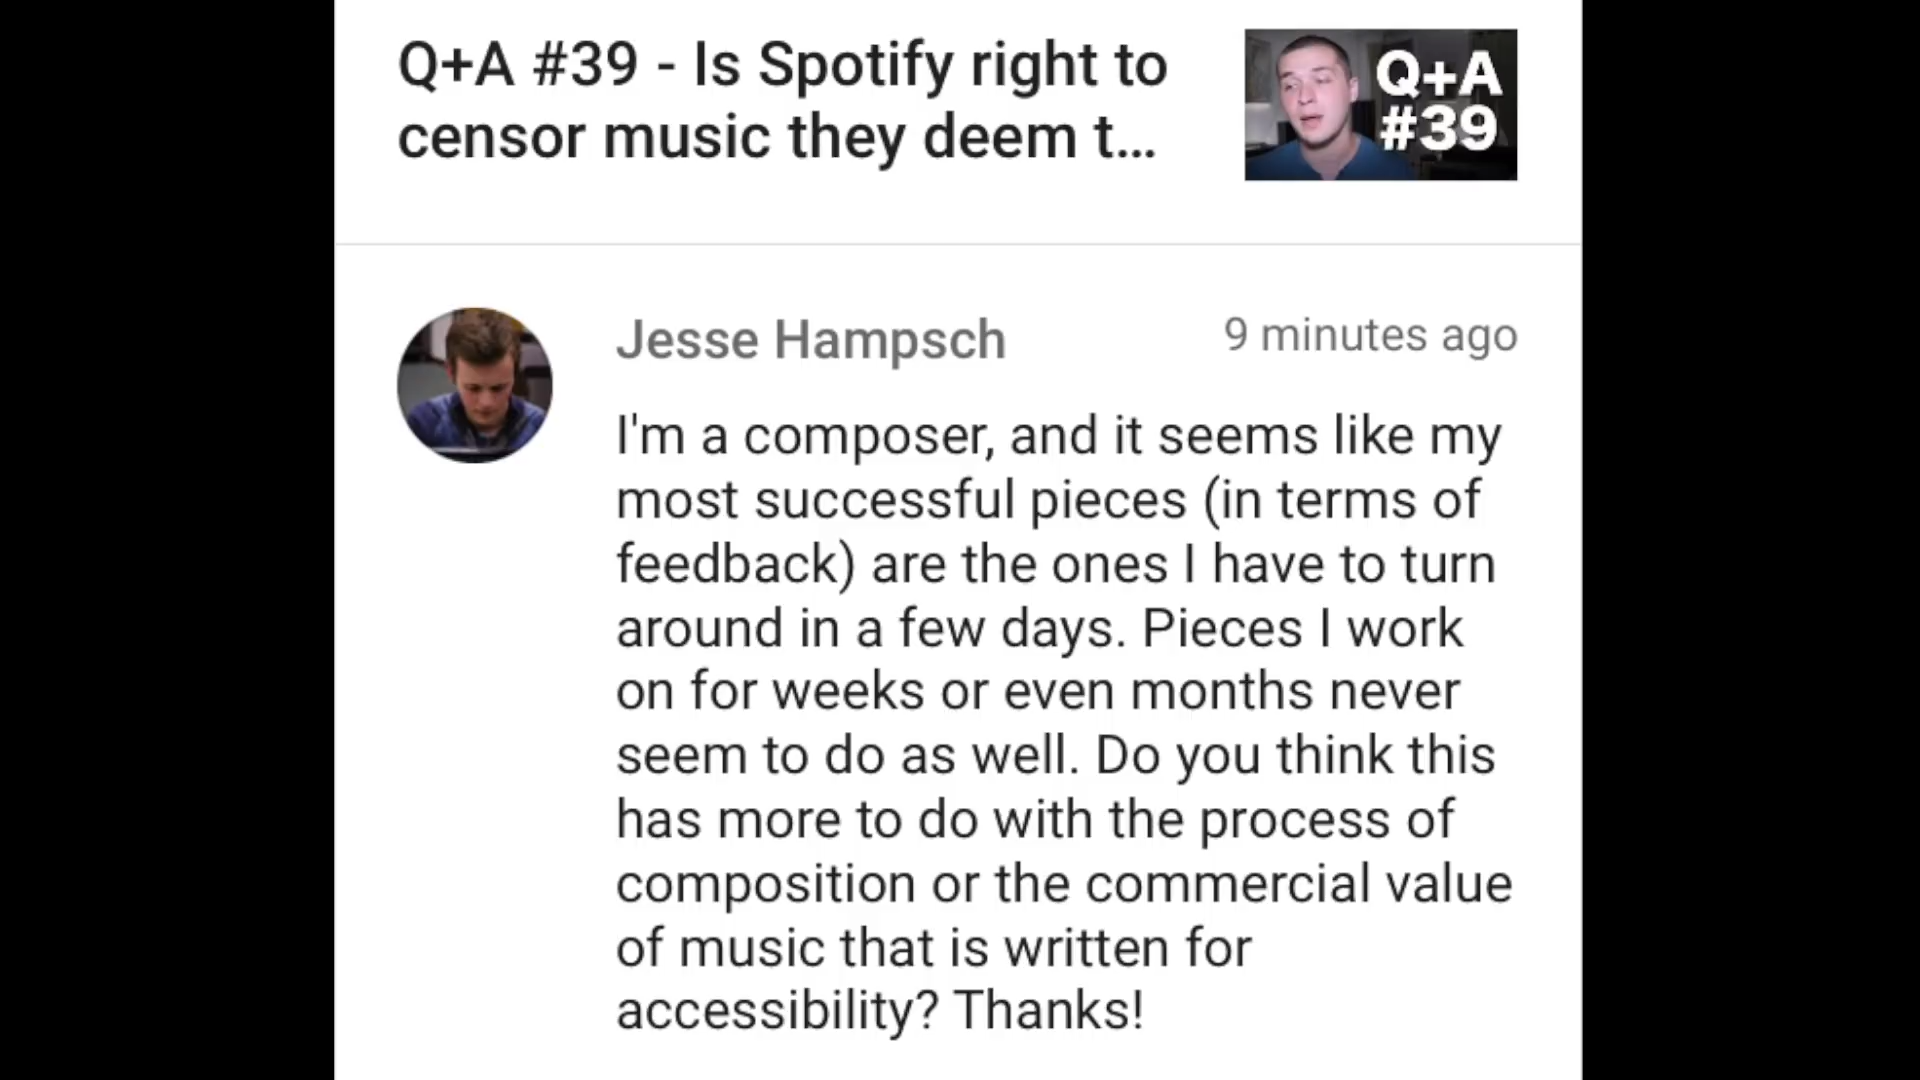 Q+A #39 - Is Spotify right to
censor music they deem t...
Q+A
#39
Jesse Hampsch
9 minutes ago
I'm a composer, and it seems like my
most successful pieces (in terms of
feedback) are the ones I have to turn
around in a few days. Pieces I work
on for weeks or even months never
seem to do as well. Do you think this
has more to do with the process of
composition or the commercial value
of music that is written for
accessibility? Thanks!